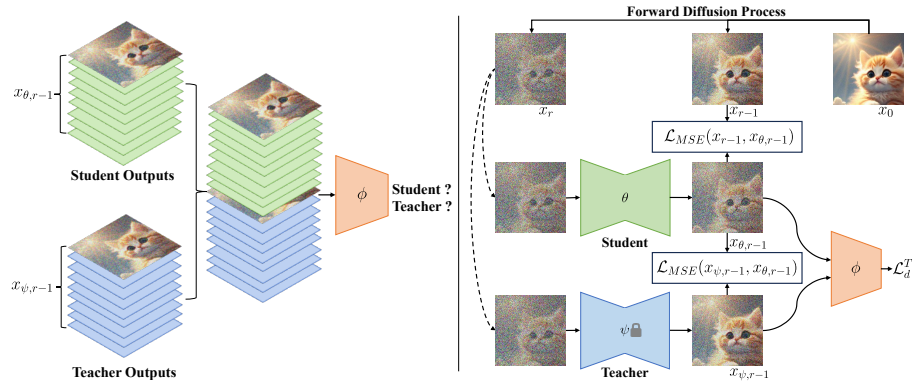 Forward Diffusion Process
x_{θ,r−1}
Student Outputs
ϕ
Student ?
Teacher ?
x_{ψ,r−1}
Teacher Outputs
x_r
x_{r−1}
x_0
ℒ_{MSE}(x_{r−1}, x_{θ,r−1})
θ
Student
x_{θ,r−1}
ℒ_{MSE}(x_{ψ,r−1}, x_{θ,r−1})
ϕ
ℒ_d^T
ψ
Teacher
x_{ψ,r−1}